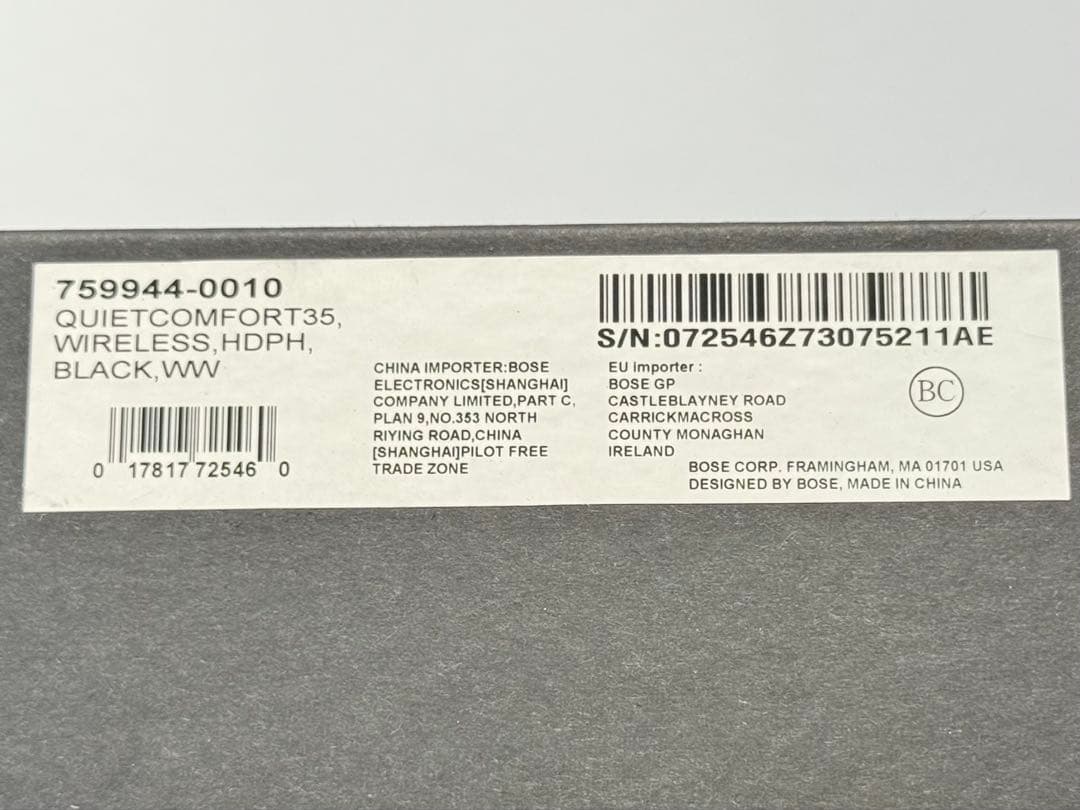 759944-0010
QUIETCOMFORT35,
WIRELESS,HDPH,
BLACK,WW
0 17817 72546 0
CHINA IMPORTER:BOSE
ELECTRONICS[SHANGHAI]
COMPANY LIMITED,PART C,
PLAN 9,NO.353 NORTH
RIYING ROAD,CHINA
[SHANGHAI]PILOT FREE
TRADE ZONE
S/N:072546Z73075211AE
EU importer :
BOSE GP
CASTLEBLAYNEY ROAD
CARRICKMACROSS
COUNTY MONAGHAN
IRELAND
BC
BOSE CORP. FRAMINGHAM, MA 01701 USA
DESIGNED BY BOSE, MADE IN CHINA